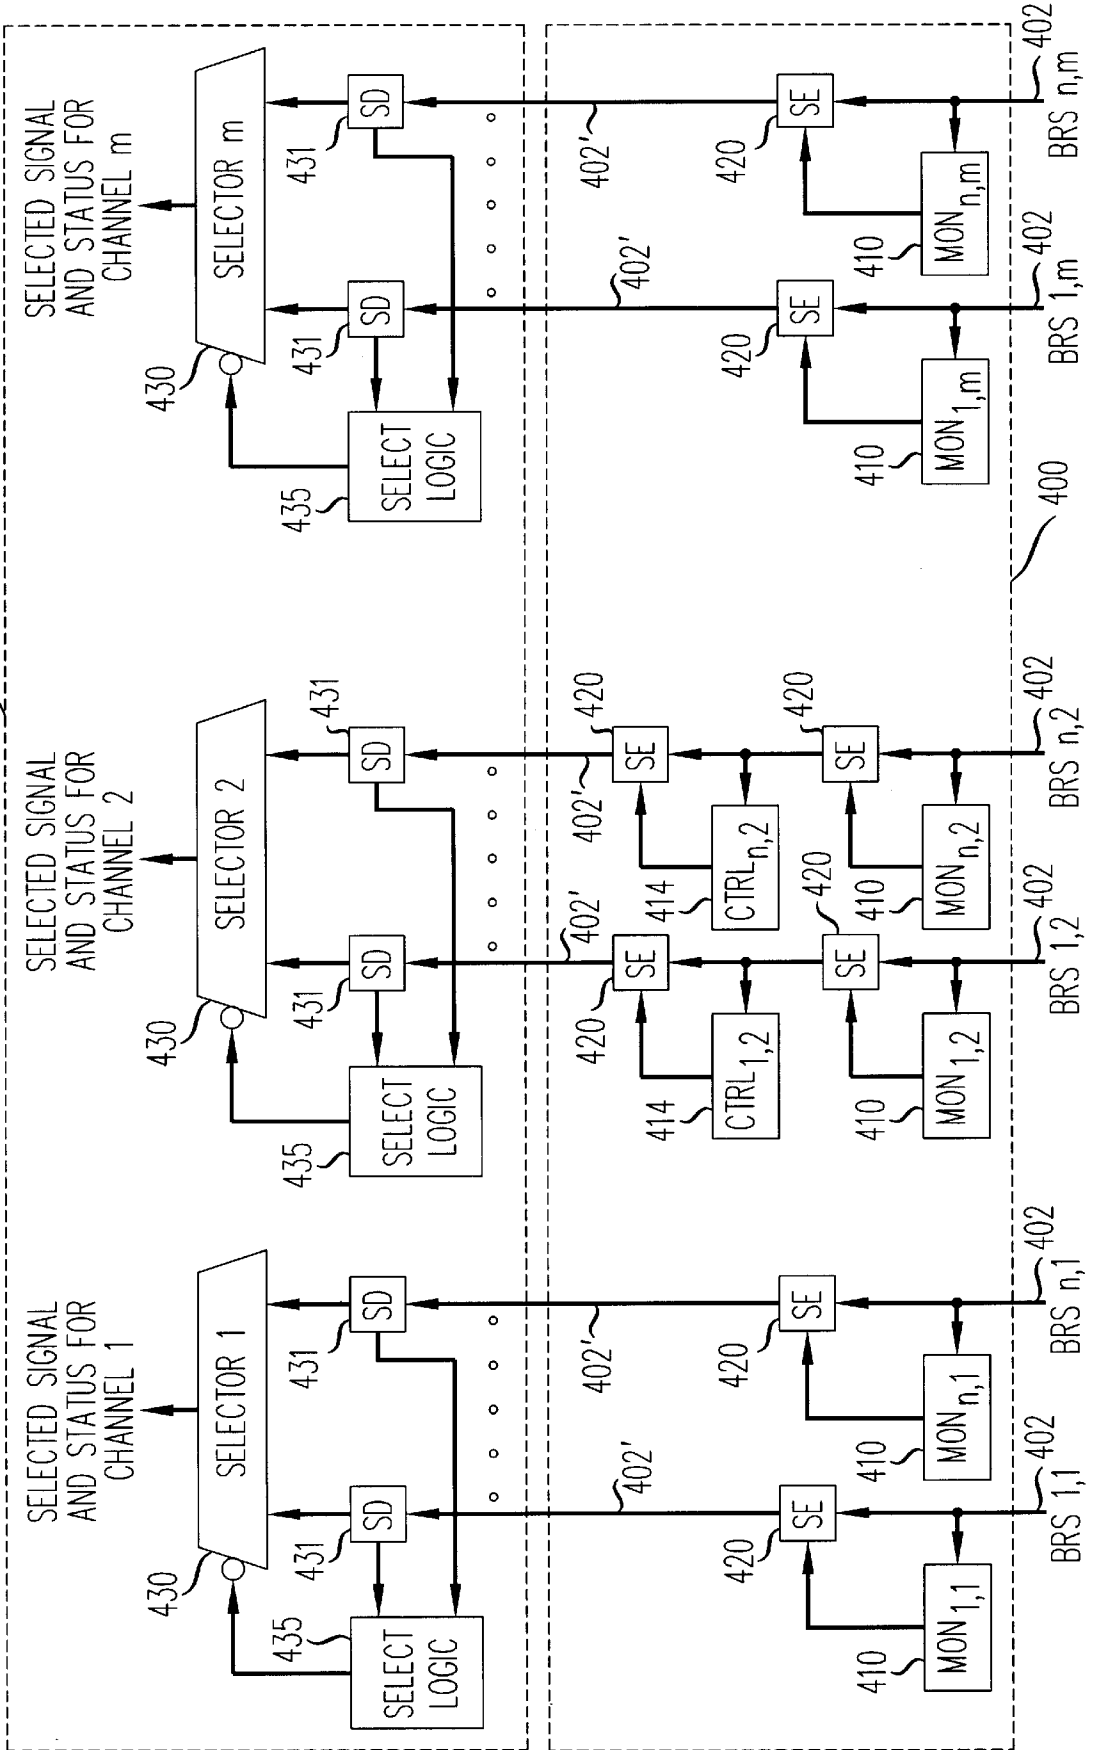 SELECTED SIGNAL
AND STATUS FOR
CHANNEL 1
SELECTED SIGNAL
AND STATUS FOR
CHANNEL 2
SELECTED SIGNAL
AND STATUS FOR
CHANNEL m
430
SELECTOR 1
430
SELECTOR 2
430
SELECTOR m
435
431
431
435
431
431
435
431
431
SELECT
LOGIC
SD
SD
SELECT
LOGIC
SD
SD
SELECT
LOGIC
SD
SD
402'
402'
402'
402'
402'
402'
420
SE
420
SE
414
CTRL1,2
414
CTRLn,2
420
SE
420
SE
420
SE
420
SE
420
SE
420
SE
410
MON1,1
410
MONn,1
410
MON1,2
410
MONn,2
410
MON1,m
410
MONn,m
402
BRS 1,1
402
BRS n,1
402
BRS 1,2
402
BRS n,2
400
402
BRS 1,m
402
BRS n,m